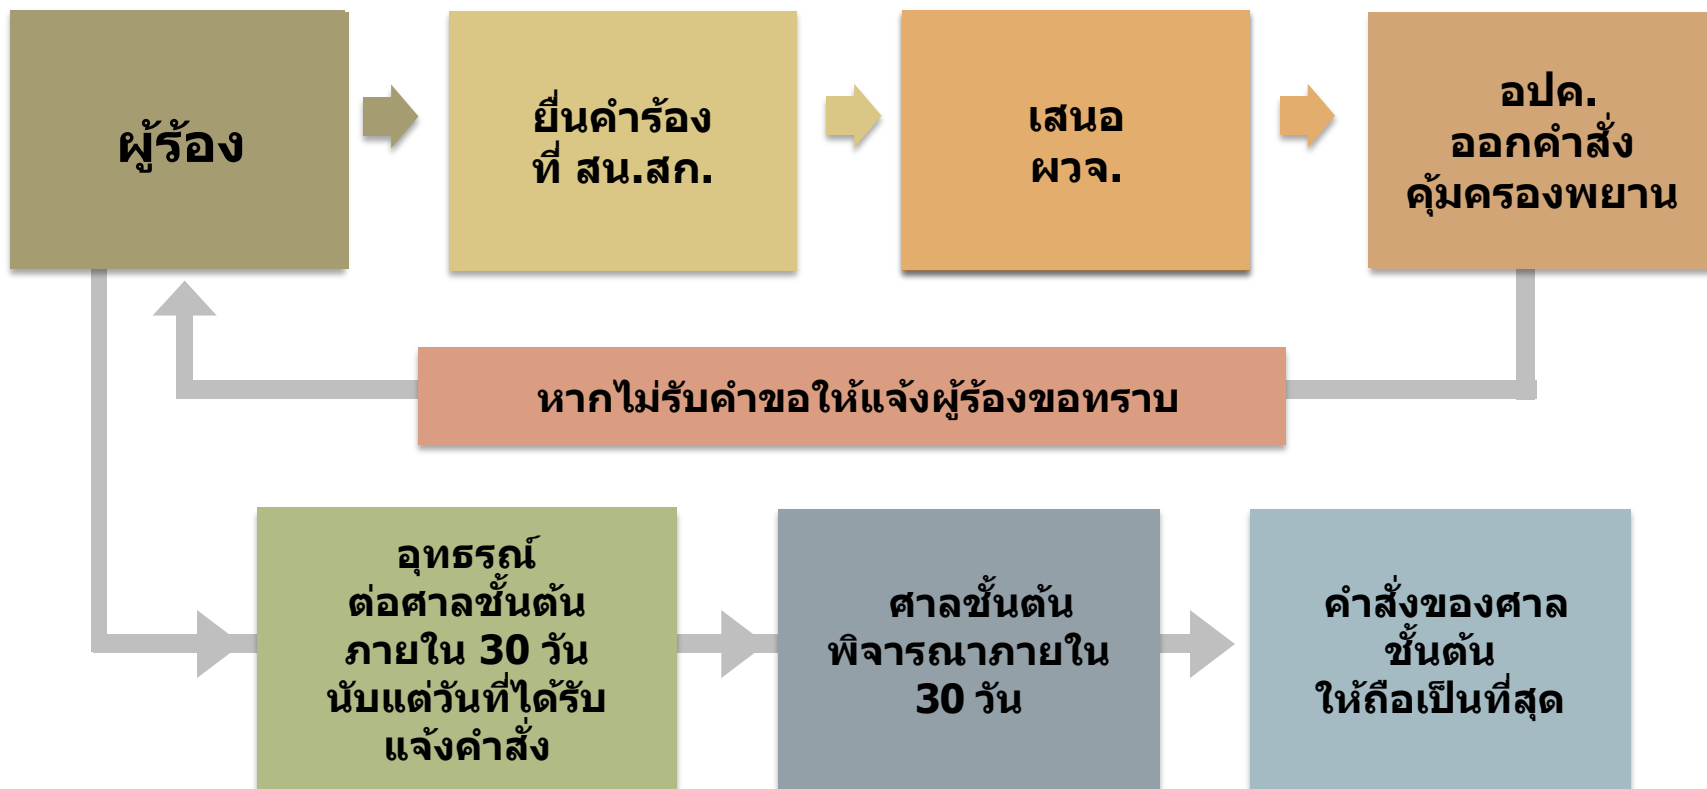 ผู้ร้อง
ยื่นคำร้อง
ที่ สน.สก.
เสนอ
ผวจ.
อปค.
ออกคำสั่ง
คุ้มครองพยาน
หากไม่รับคำขอให้แจ้งผู้ร้องขอทราบ
อุทธรณ์
ต่อศาลชั้นต้น
ภายใน 30 วัน
นับแต่วันที่ได้รับ
แจ้งคำสั่ง
ศาลชั้นต้น
พิจารณาภายใน
30 วัน
คำสั่งของศาล
ชั้นต้น
ให้ถือเป็นที่สุด